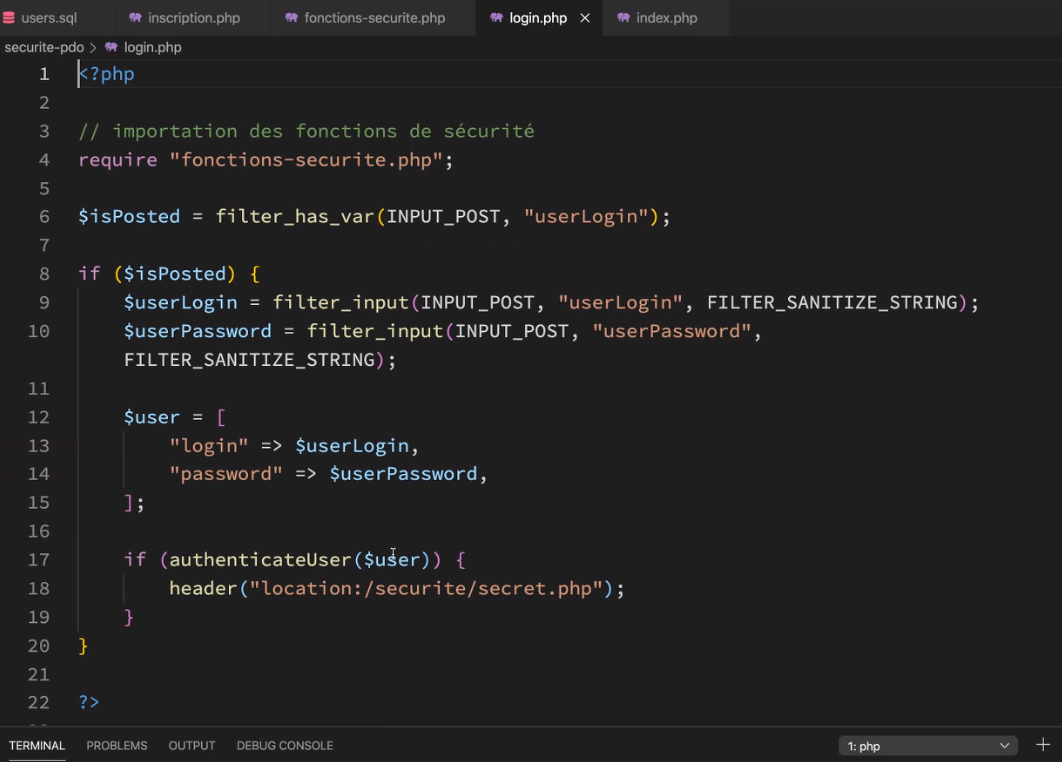 users.sql inscription.php fonctions-securite.php login.php × index.php
securite-pdo > login.php
1 <?php
2
3 // importation des fonctions de sécurité
4 require "fonctions-securite.php";
5
6 $isPosted = filter_has_var(INPUT_POST, "userLogin");
7
8 if ($isPosted) {
9 $userLogin = filter_input(INPUT_POST, "userLogin", FILTER_SANITIZE_STRING);
10 $userPassword = filter_input(INPUT_POST, "userPassword",
FILTER_SANITIZE_STRING);
11
12 $user = [
13 "login" => $userLogin,
14 "password" => $userPassword,
15 ];
16
17 if (authenticateUser($user)) {
18 header("location:/securite/secret.php");
19 }
20 }
21
22 ?>
TERMINAL PROBLEMS OUTPUT DEBUG CONSOLE 1: php